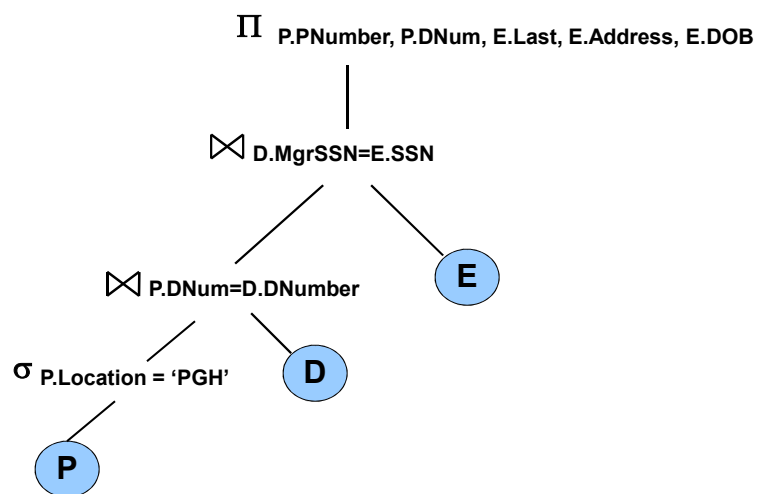 Π P.PNumber, P.DNum, E.Last, E.Address, E.DOB
⋈ D.MgrSSN=E.SSN
E
⋈ P.DNum=D.DNumber
D
σ P.Location = ‘PGH’
P